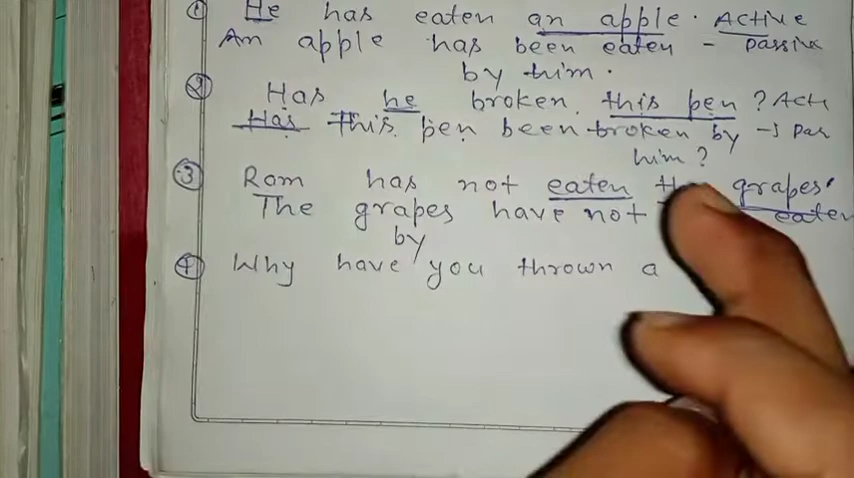 1 He has eaten an apple. Active
An apple has been eaten - Passive
by him.
2 Has he broken this pen ? Acti
Has This pen been broken by -> Pas
him ?
3 Ram has not eaten grapes.
The grapes have not eaten
by
4 Why have you thrown a